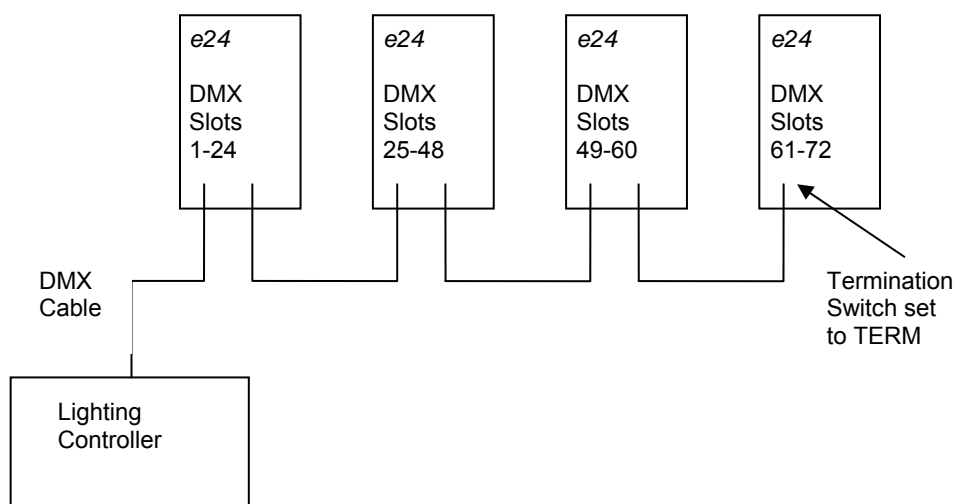 e24
DMX
Slots
1-24
e24
DMX
Slots
25-48
e24
DMX
Slots
49-60
e24
DMX
Slots
61-72
DMX
Cable
Termination
Switch set
to TERM
Lighting
Controller